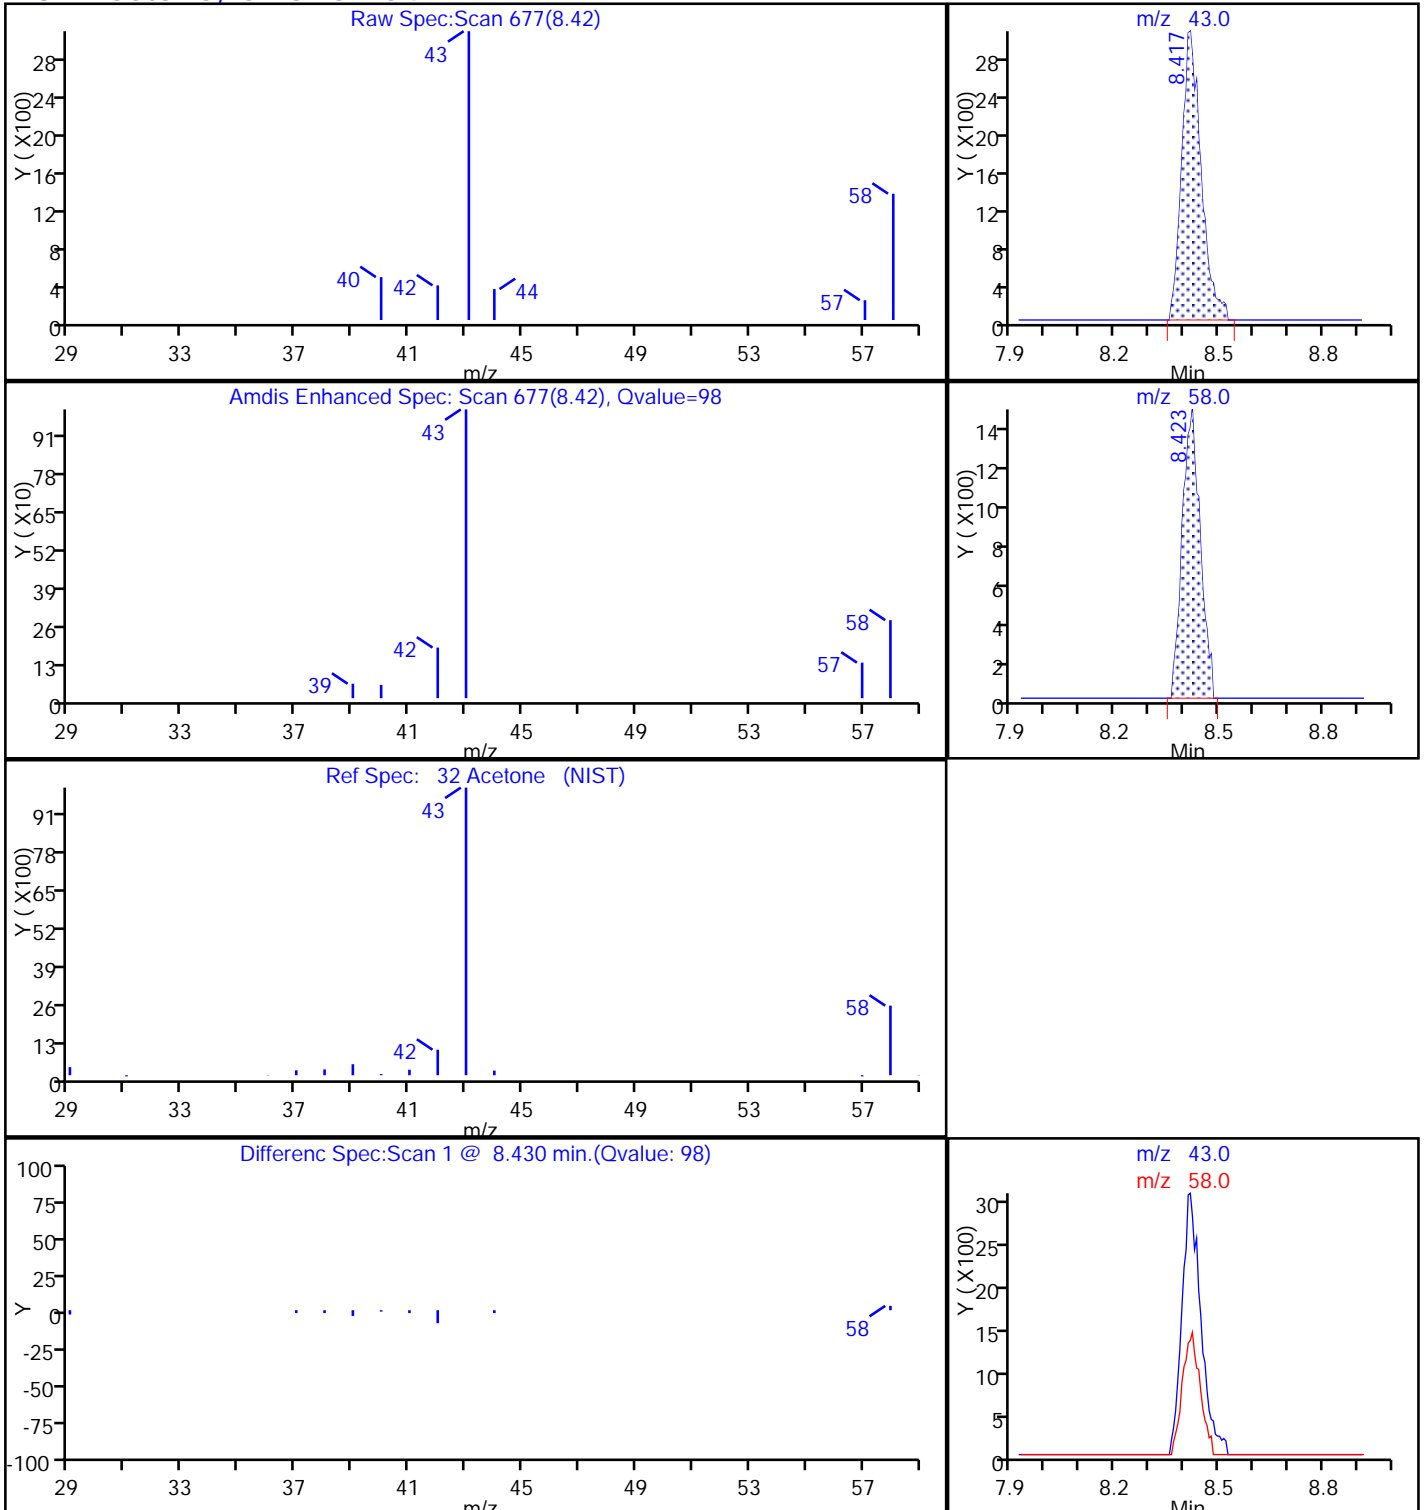 Raw Spec:Scan 677(8.42)
Y ( X100)
28
24
20
16
12
8
4
0
43
58
40
42
44
57
29 33 37 41 45 49 53 57
m/z
m/z 43.0
Y ( X100)
28
24
20
16
12
8
4
0
8.417
7.9 8.2 8.5 8.8
Min
Amdis Enhanced Spec: Scan 677(8.42), Qvalue=98
Y ( X10)
91
78
65
52
39
26
13
0
43
58
42
57
39
29 33 37 41 45 49 53 57
m/z
m/z 58.0
Y ( X100)
14
12
10
8
6
4
2
0
8.423
7.9 8.2 8.5 8.8
Min
Ref Spec: 32 Acetone (NIST)
Y ( X100)
91
78
65
52
39
26
13
0
43
58
42
29 33 37 41 45 49 53 57
m/z
Differenc Spec:Scan 1 @ 8.430 min.(Qvalue: 98)
Y
100
75
50
25
0
-25
-50
-75
-100
58
29 33 37 41 45 49 53 57
m/z
m/z 43.0
m/z 58.0
Y ( X100)
30
25
20
15
10
5
0
7.9 8.2 8.5 8.8
Min